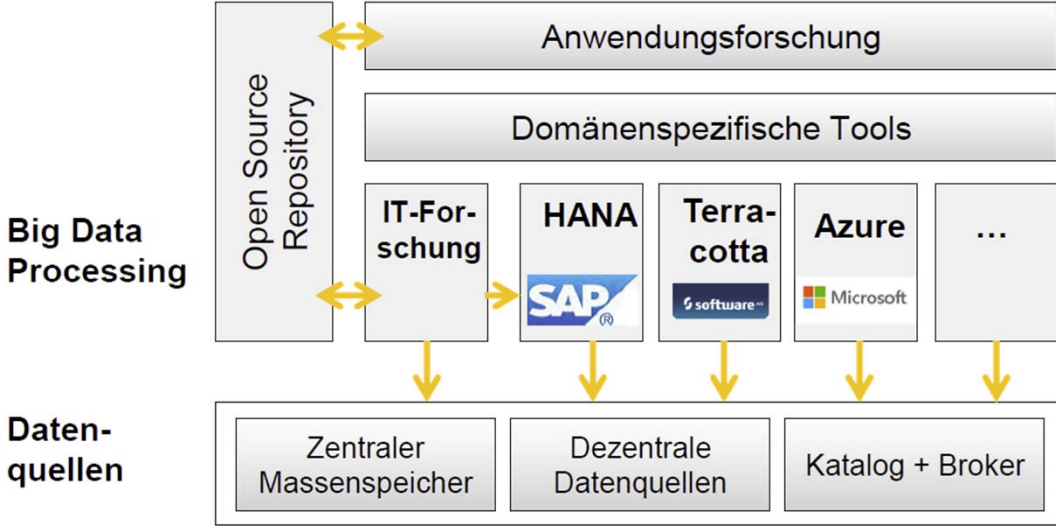 Anwendungsforschung
Domänenspezifische Tools
Open Source
Repository
Big Data
Processing
IT-For-
schung
HANA
SAP
®
Terra-
cotta
software AG
Azure
Microsoft
...
Daten-
quellen
Zentraler
Massenspeicher
Dezentrale
Datenquellen
Katalog + Broker